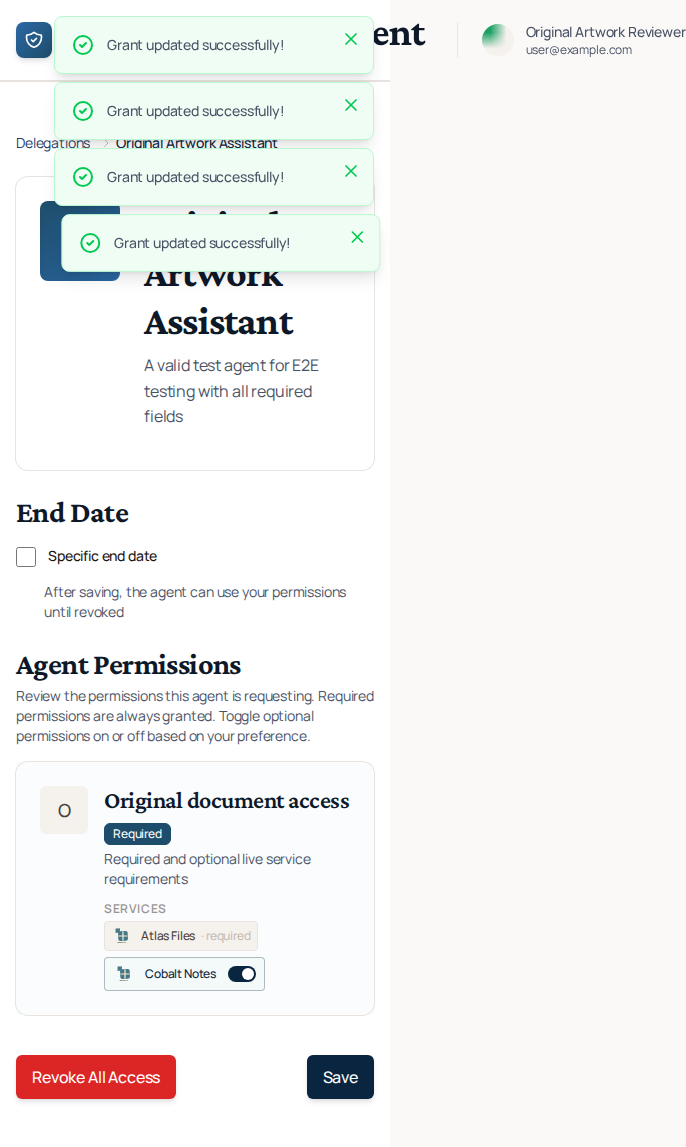 Grant updated successfully!
ent
Original Artwork Reviewer
user@example.com
Grant updated successfully!
Delegations
Original Artwork Assistant
Grant updated successfully!
Grant updated successfully!
Artwork
Assistant
A valid test agent for E2E
testing with all required
fields
End Date
Specific end date
After saving, the agent can use your permissions
until revoked
Agent Permissions
Review the permissions this agent is requesting. Required
permissions are always granted. Toggle optional
permissions on or off based on your preference.
O
Original document access
Required
Required and optional live service
requirements
SERVICES
Atlas Files · required
Cobalt Notes
Revoke All Access
Save